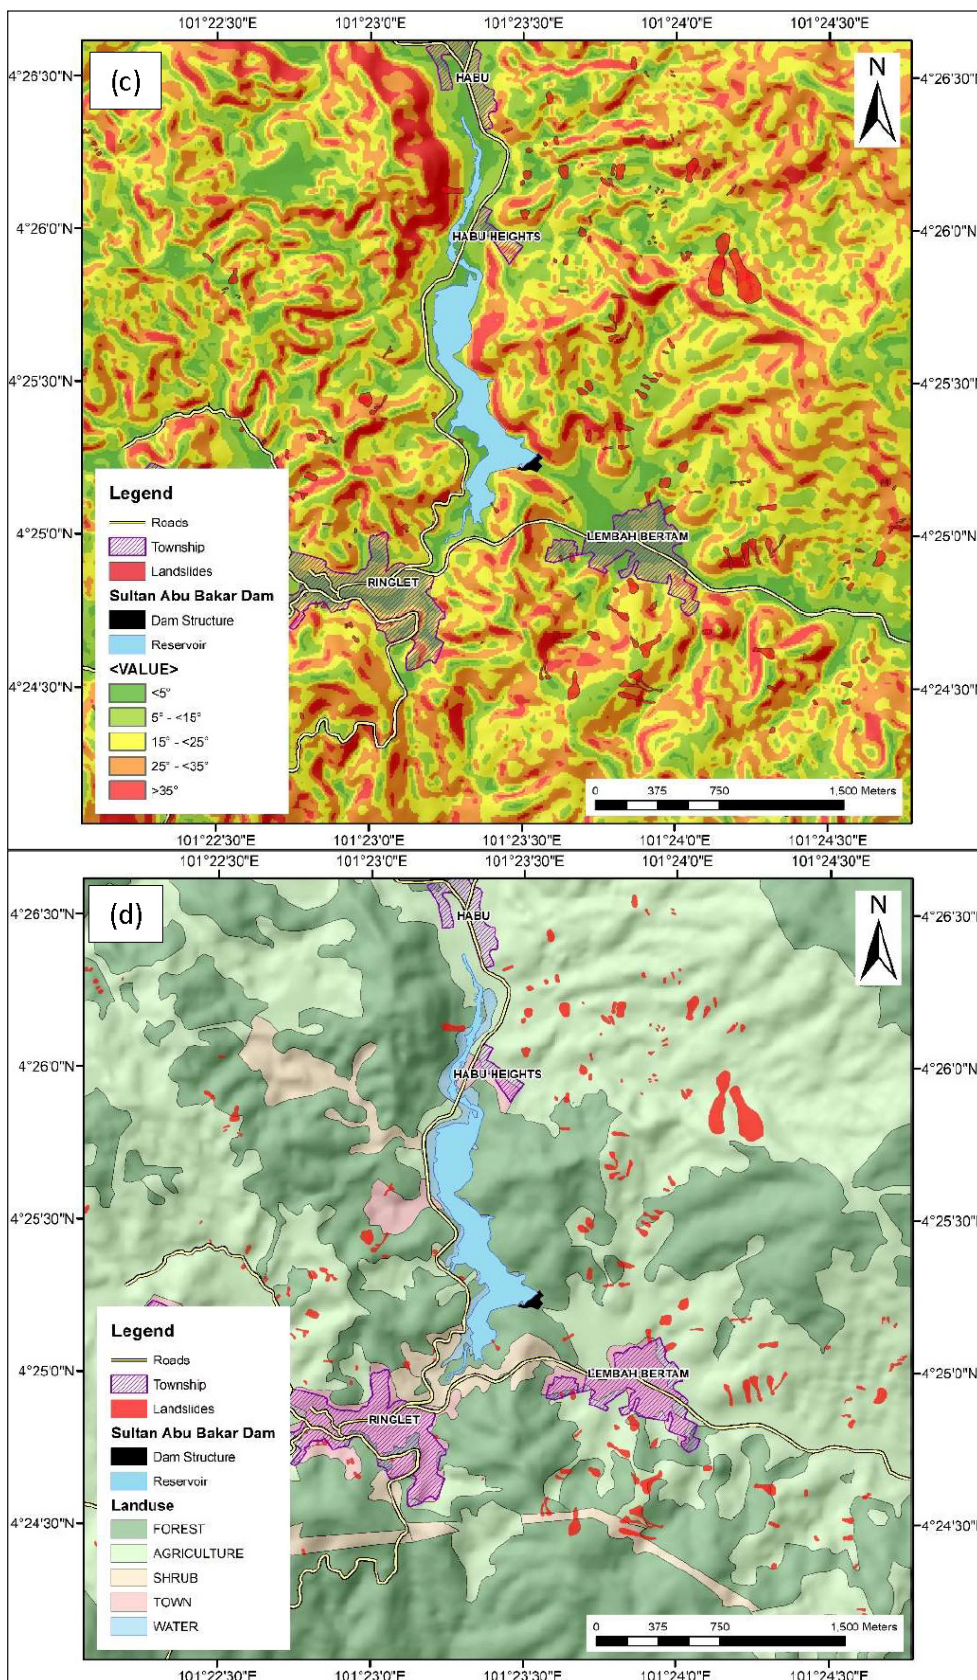 101°22'30"E 101°23'0"E 101°23'30"E 101°24'0"E 101°24'30"E
(c)
N
4°26'30"N 4°26'30"N
HABU
4°26'0"N 4°26'0"N
HABU HEIGHTS
4°25'30"N 4°25'30"N
Legend
Roads
4°25'0"N 4°25'0"N
LEMBAH BERTAM
Township
Landslides
RINGLET
Sultan Abu Bakar Dam
Dam Structure
Reservoir
<VALUE>
4°24'30"N 4°24'30"N
<5°
5° - <15°
15° - <25°
25° - <35°
>35°
0 375 750 1,500 Meters
101°22'30"E 101°23'0"E 101°23'30"E 101°24'0"E 101°24'30"E
101°22'30"E 101°23'0"E 101°23'30"E 101°24'0"E 101°24'30"E
(d)
N
4°26'30"N 4°26'30"N
HABU
4°26'0"N 4°26'0"N
HABU HEIGHTS
4°25'30"N 4°25'30"N
Legend
Roads
4°25'0"N 4°25'0"N
LEMBAH BERTAM
Township
Landslides
RINGLET
Sultan Abu Bakar Dam
Dam Structure
Reservoir
Landuse
4°24'30"N 4°24'30"N
FOREST
AGRICULTURE
SHRUB
TOWN
WATER
0 375 750 1,500 Meters
101°22'30"E 101°23'0"E 101°23'30"E 101°24'0"E 101°24'30"E